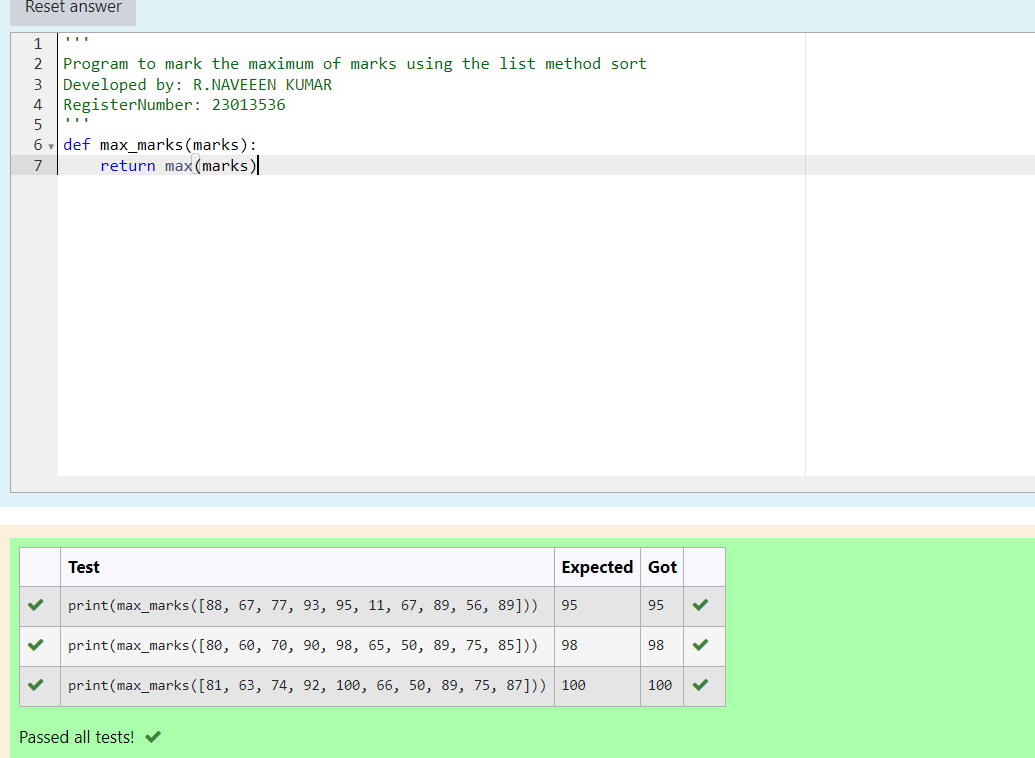 Reset answer
1 '''
2 Program to mark the maximum of marks using the list method sort
3 Developed by: R.NAVEEEN KUMAR
4 RegisterNumber: 23013536
5 '''
6 def max_marks(marks):
7     return max(marks)
Test Expected Got
print(max_marks([88, 67, 77, 93, 95, 11, 67, 89, 56, 89])) 95 95
print(max_marks([80, 60, 70, 90, 98, 65, 50, 89, 75, 85])) 98 98
print(max_marks([81, 63, 74, 92, 100, 66, 50, 89, 75, 87])) 100 100
Passed all tests!